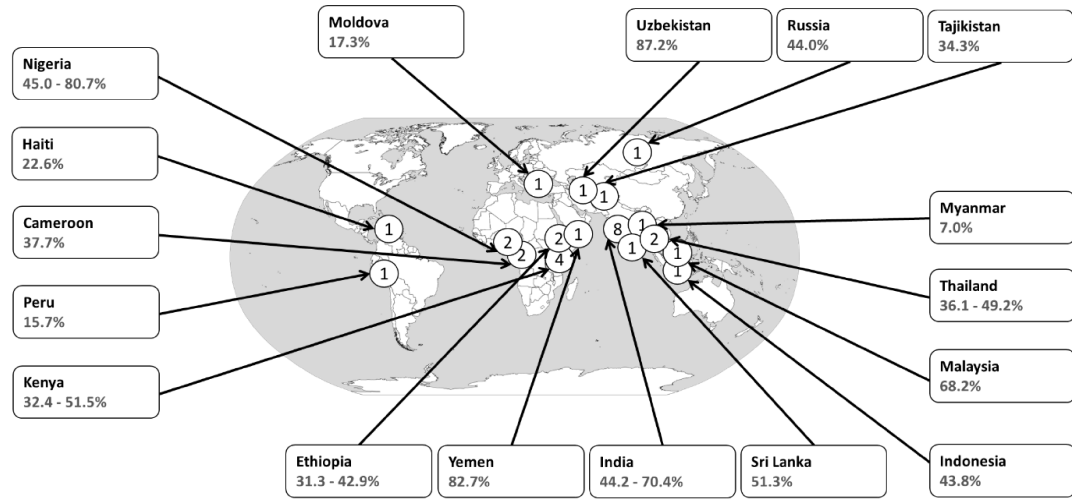 Moldova
17.3%
Uzbekistan
87.2%
Russia
44.0%
Tajikistan
34.3%
Nigeria
45.0 - 80.7%
Haiti
22.6%
Cameroon
37.7%
Peru
15.7%
Kenya
32.4 - 51.5%
Ethiopia
31.3 - 42.9%
Yemen
82.7%
India
44.2 - 70.4%
Sri Lanka
51.3%
Myanmar
7.0%
Thailand
36.1 - 49.2%
Malaysia
68.2%
Indonesia
43.8%
1
1
1
1
1
2
2
2
4
1
8
1
1
2
1
1
1